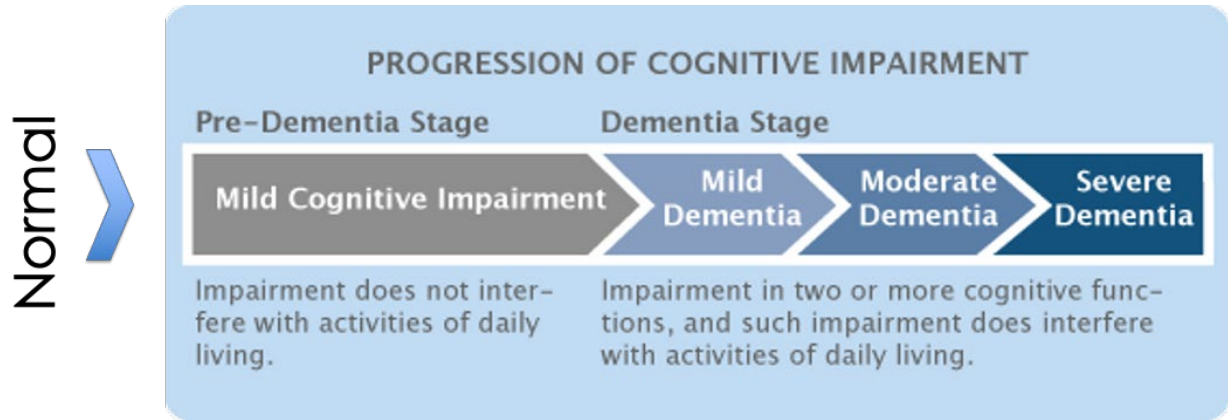 Normal
PROGRESSION OF COGNITIVE IMPAIRMENT
Pre-Dementia Stage
Dementia Stage
Mild Cognitive Impairment
Mild
Dementia
Moderate
Dementia
Severe
Dementia
Impairment does not inter-
fere with activities of daily
living.
Impairment in two or more cognitive func-
tions, and such impairment does interfere
with activities of daily living.